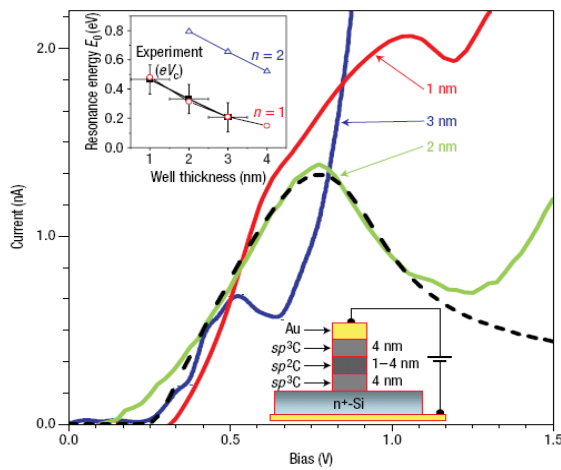 2.0
1.0
0.0
Current (nA)
0.0
0.5
1.0
1.5
Bias (V)
Resonance energy E₀ (eV)
0.8
0.6
0.4
0.2
0.0
1
2
3
4
Well thickness (nm)
Experiment
(eVc)
n = 2
n = 1
1 nm
3 nm
2 nm
Au
sp³C 4 nm
sp²C 1–4 nm
sp³C 4 nm
n⁺-Si